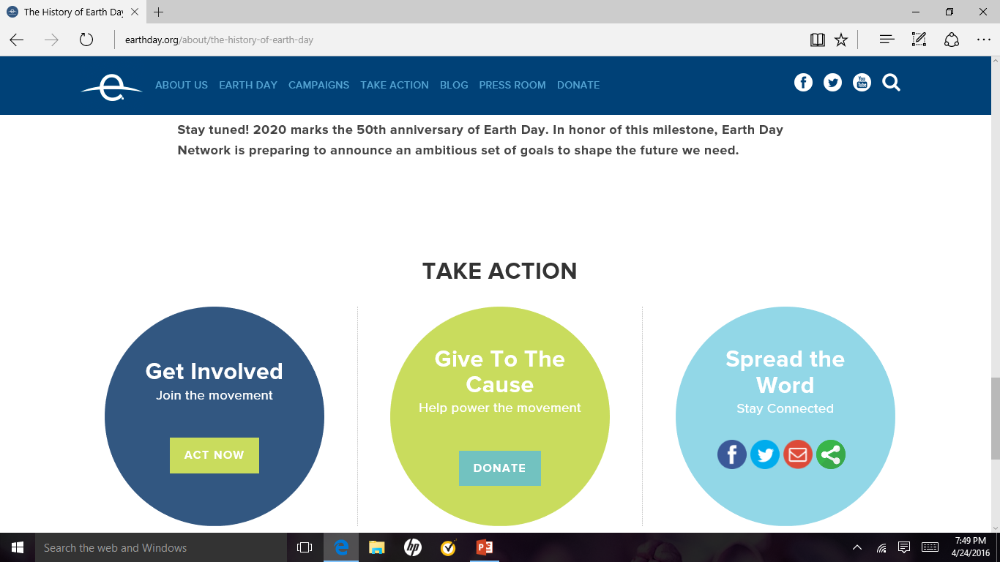 The History of Earth Day
earthday.org/about/the-history-of-earth-day
e
ABOUT US EARTH DAY CAMPAIGNS TAKE ACTION BLOG PRESS ROOM DONATE
You Tube
Stay tuned! 2020 marks the 50th anniversary of Earth Day. In honor of this milestone, Earth Day
Network is preparing to announce an ambitious set of goals to shape the future we need.
TAKE ACTION
Get Involved
Join the movement
ACT NOW
Give To The
Cause
Help power the movement
DONATE
Spread the
Word
Stay Connected
Search the web and Windows
hp
7:49 PM
4/24/2016